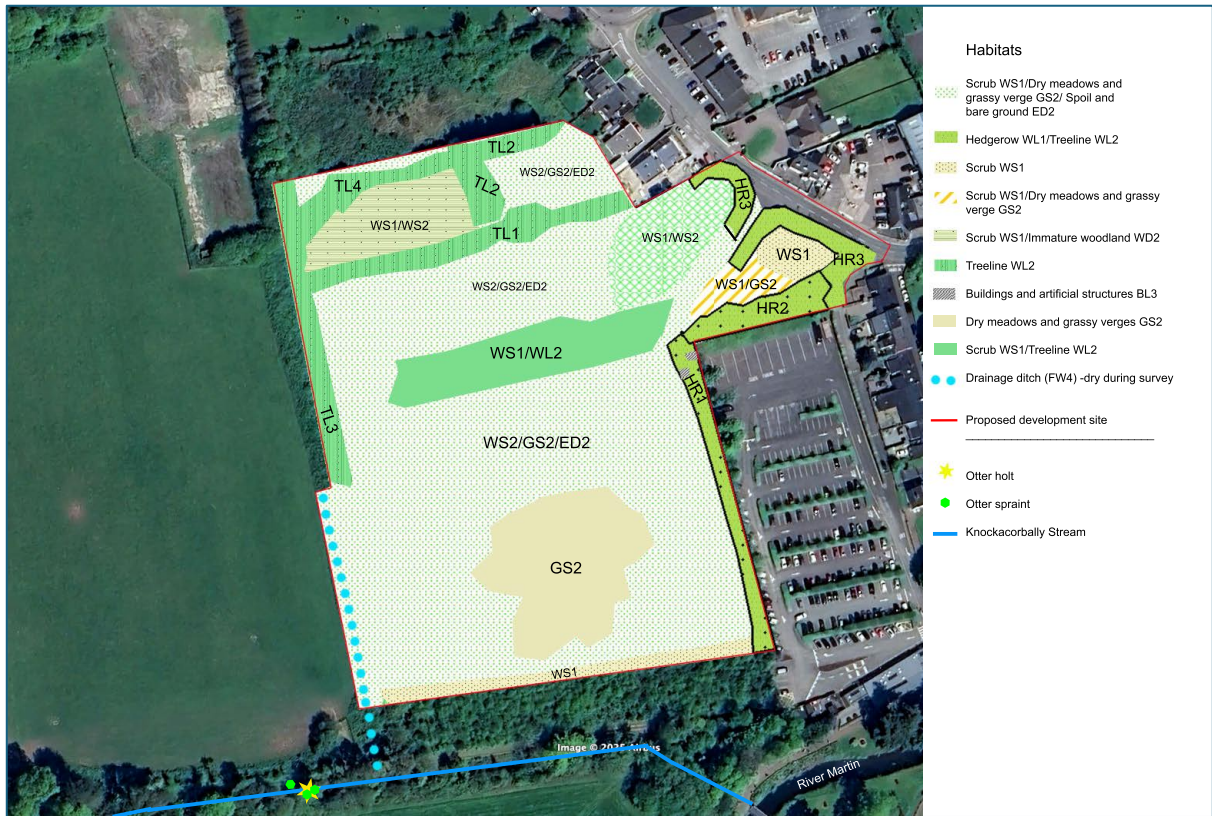 Habitats
Scrub WS1/Dry meadows and
grassy verge GS2/ Spoil and
bare ground ED2
Hedgerow WL1/Treeline WL2
Scrub WS1
Scrub WS1/Dry meadows and grassy
verge GS2
Scrub WS1/Immature woodland WD2
Treeline WL2
Buildings and artificial structures BL3
Dry meadows and grassy verges GS2
Scrub WS1/Treeline WL2
Drainage ditch (FW4) -dry during survey
Proposed development site
Otter holt
Otter spraint
Knockacorbally Stream
TL2
WS2/GS2/ED2
TL4
TL2
HR3
WS1/WS2
TL1
WS1/WS2
WS1
HR3
WS2/GS2/ED2
WS1/GS2
HR2
WS1/WL2
HR1
TL3
WS2/GS2/ED2
GS2
WS1
Image © 2025 Airbus
River Martin